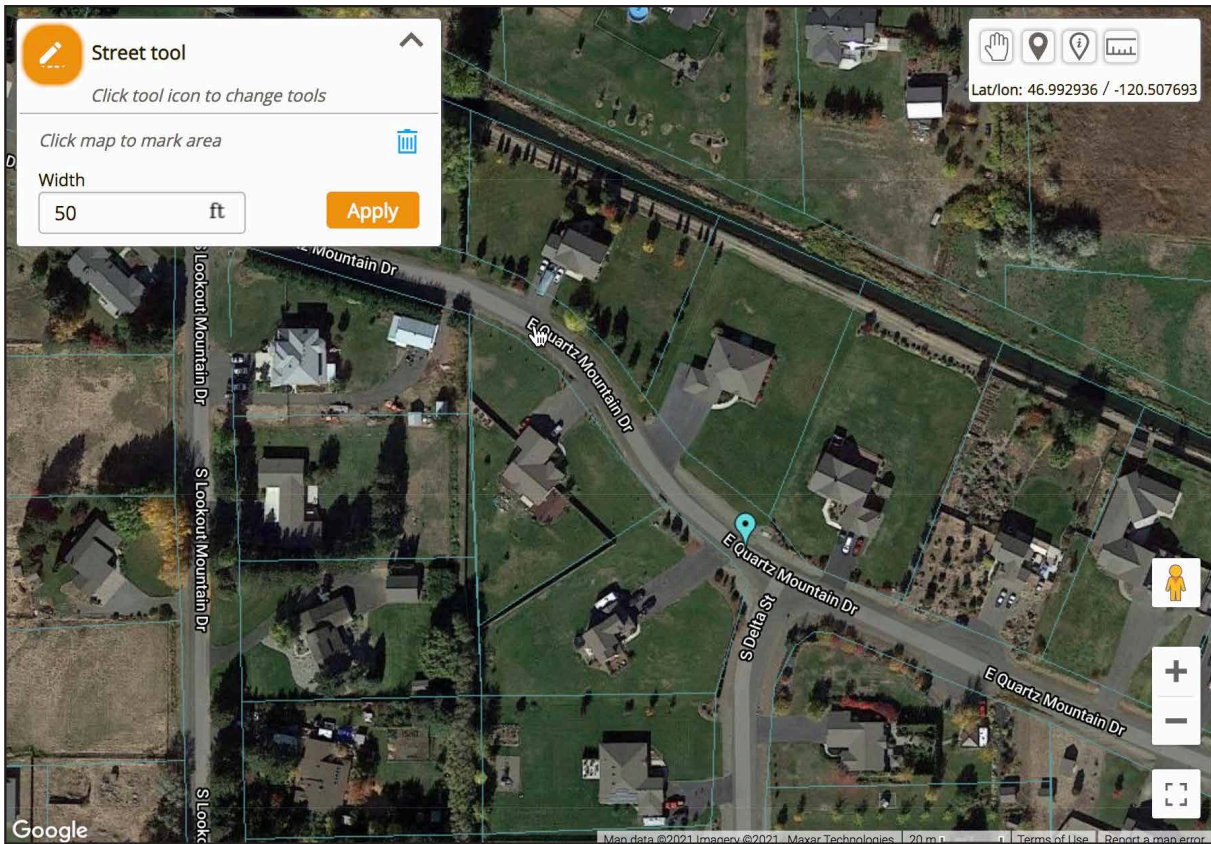 Street tool
Click tool icon to change tools
Click map to mark area
Width
50 ft
Apply
Lat/lon: 46.992936 / -120.507693
D
Mountain Dr
S Lookout Mountain Dr
E Quartz Mountain Dr
S Lookout Mountain Dr
E Quartz Mountain Dr
S Delta St
E Quartz Mountain Dr
S Looko
Google
Map data ©2021 Imagery ©2021, Maxar Technologies
20 m
Terms of Use
Report a map error